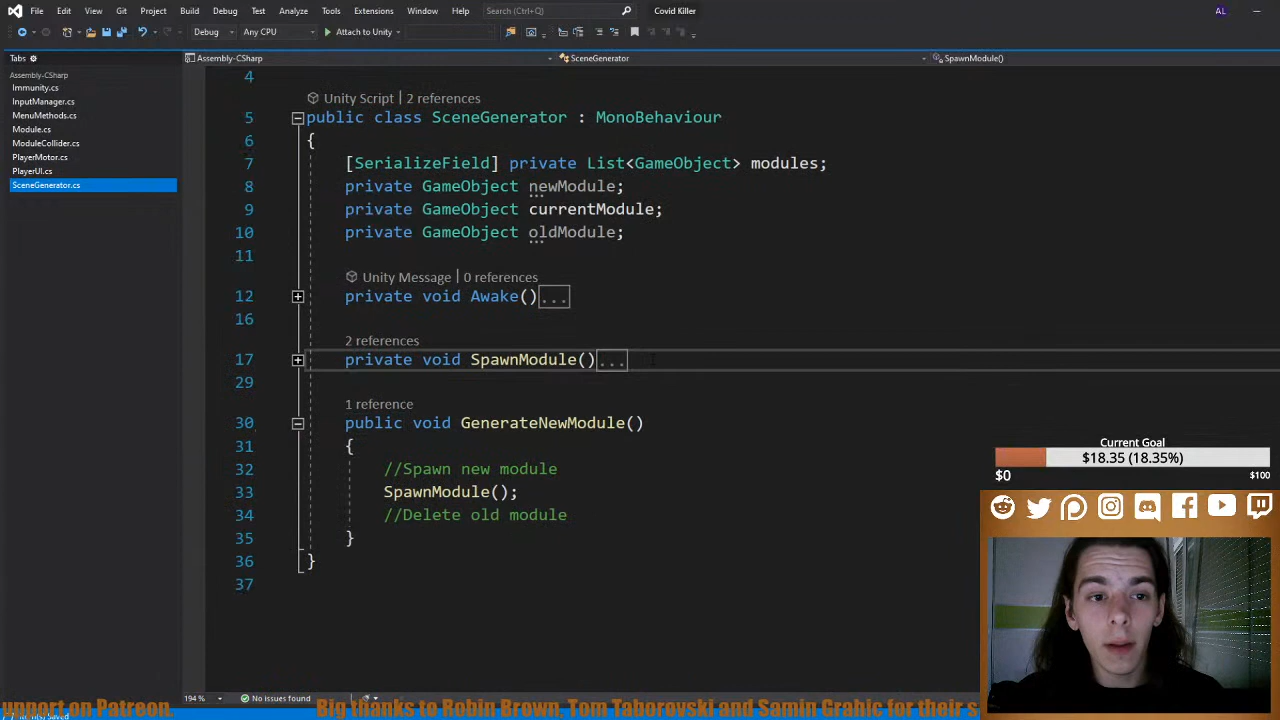 File Edit View Git Project Build Debug Test Analyze Tools Extensions Window Help Search (Ctrl+Q) Covid Killer AL
Debug Any CPU Attach to Unity
Tabs
Assembly-CSharp SceneGenerator SpawnModule()
Assembly-CSharp
Immunity.cs
InputManager.cs
MenuMethods.cs
Module.cs
ModuleCollider.cs
PlayerMotor.cs
PlayerUI.cs
SceneGenerator.cs
4
Unity Script | 2 references
5 public class SceneGenerator : MonoBehaviour
6 {
7 [SerializeField] private List<GameObject> modules;
8 private GameObject newModule;
9 private GameObject currentModule;
10 private GameObject oldModule;
11
Unity Message | 0 references
12 private void Awake()...
16
2 references
17 private void SpawnModule()...
29
1 reference
30 public void GenerateNewModule()
31 {
32 //Spawn new module
33 SpawnModule();
34 //Delete old module
35 }
36 }
37
Current Goal
$18.35 (18.35%)
$0 $100
194 % No issues found
upport on Patreon. Big thanks to Robin Brown, Tom Taborovski and Samin Grahic for their s
Saved